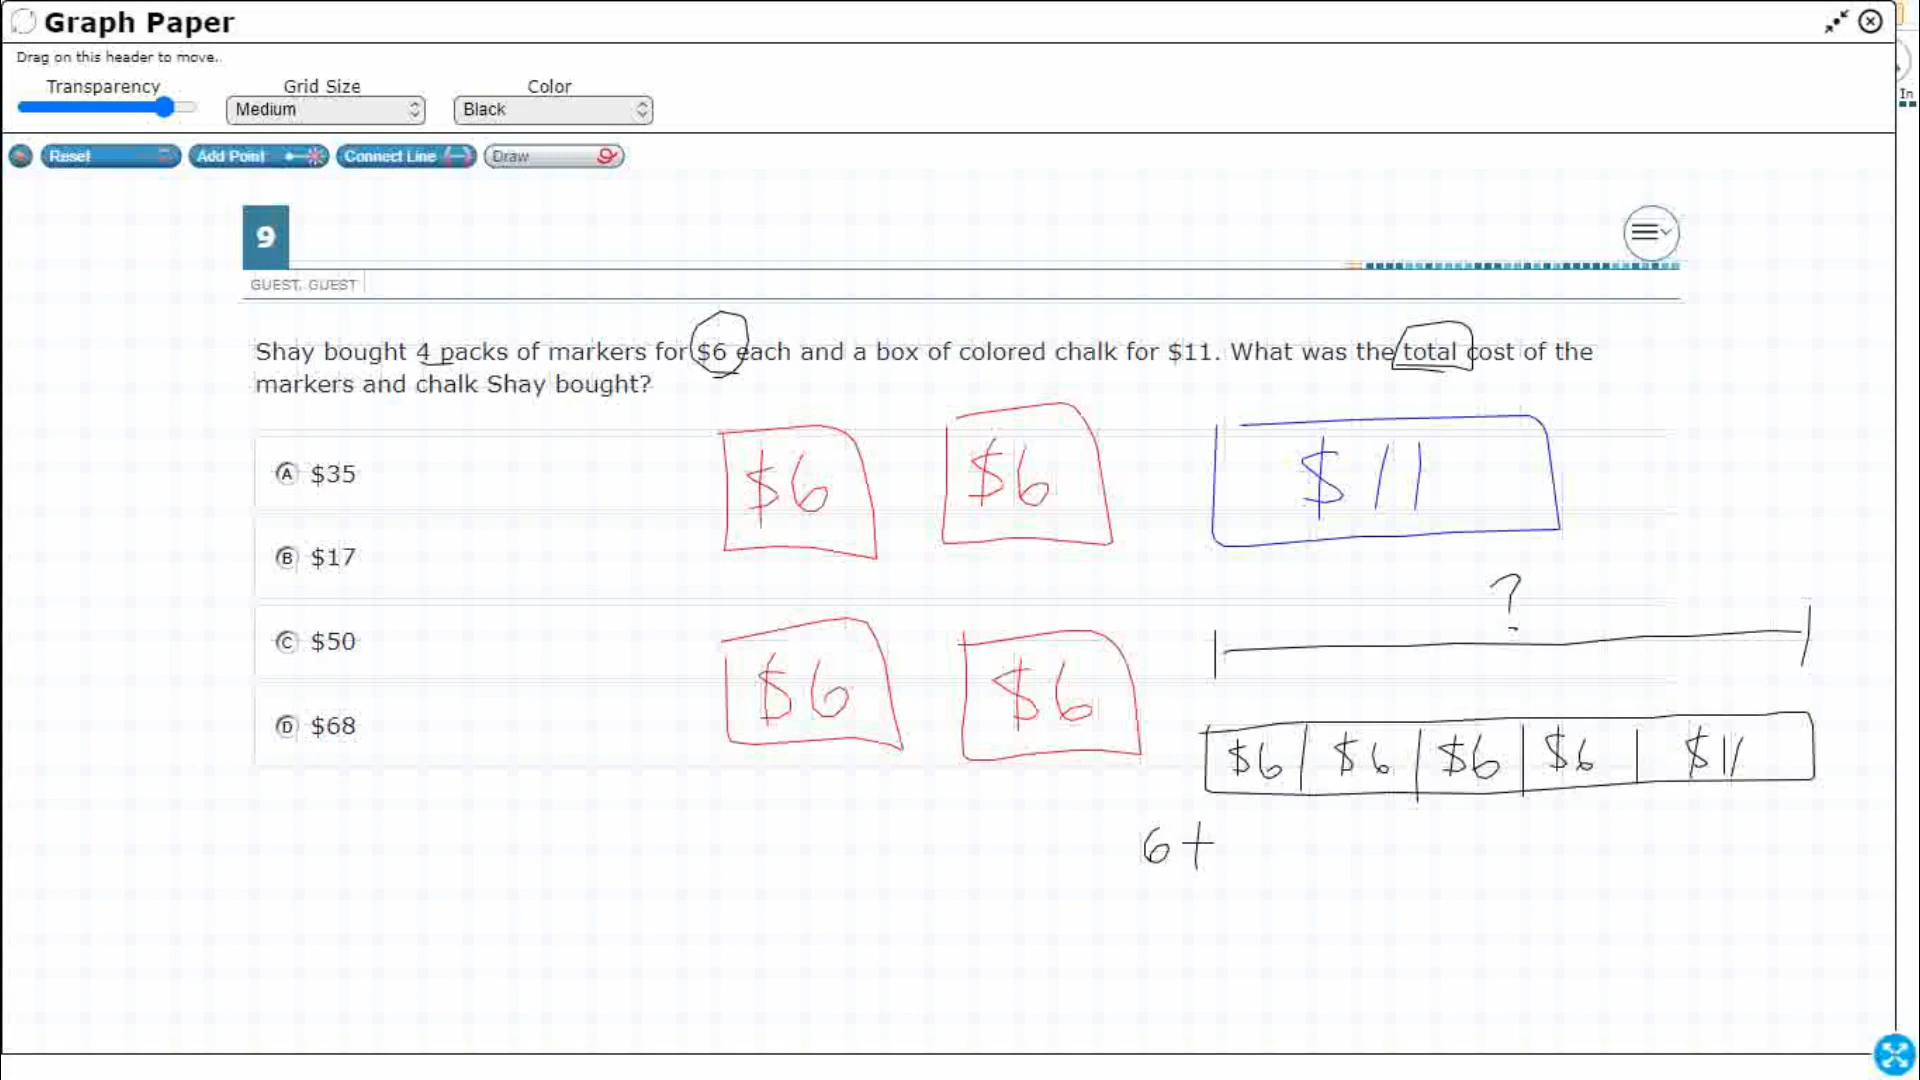 Graph Paper
Drag on this header to move..
Transparency Grid Size Color
Medium Black
Reset Add Point Connect Line Draw
In
9
GUEST, GUEST
Shay bought 4 packs of markers for $6 each and a box of colored chalk for $11. What was the total cost of the
markers and chalk Shay bought?
A $35
B $17
C $50
D $68
$6 $6 $11
?
$6 $6
$6 $6 $6 $6 $11
6 +